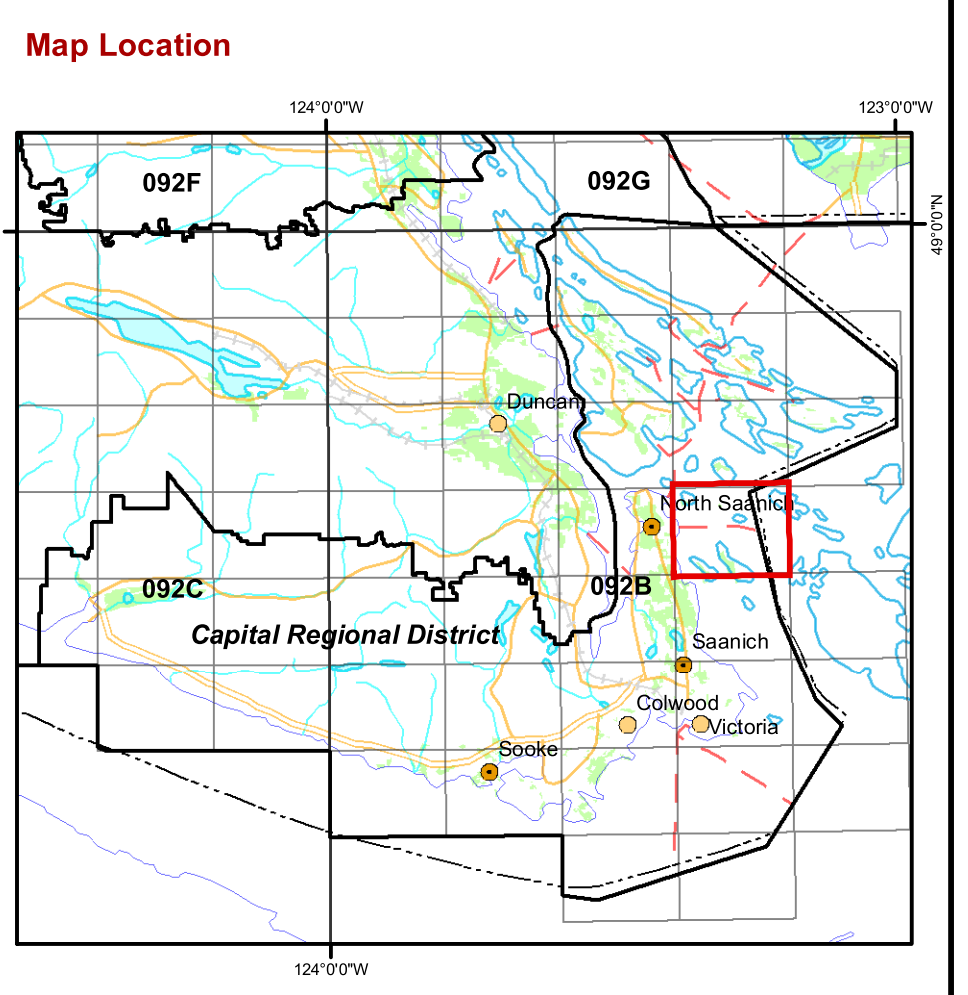 Map Location
124°0'0"W
123°0'0"W
092F
092G
49°0'0"N
Duncan
North Saanich
092C
092B
Capital Regional District
Saanich
Colwood
Victoria
Sooke
124°0'0"W